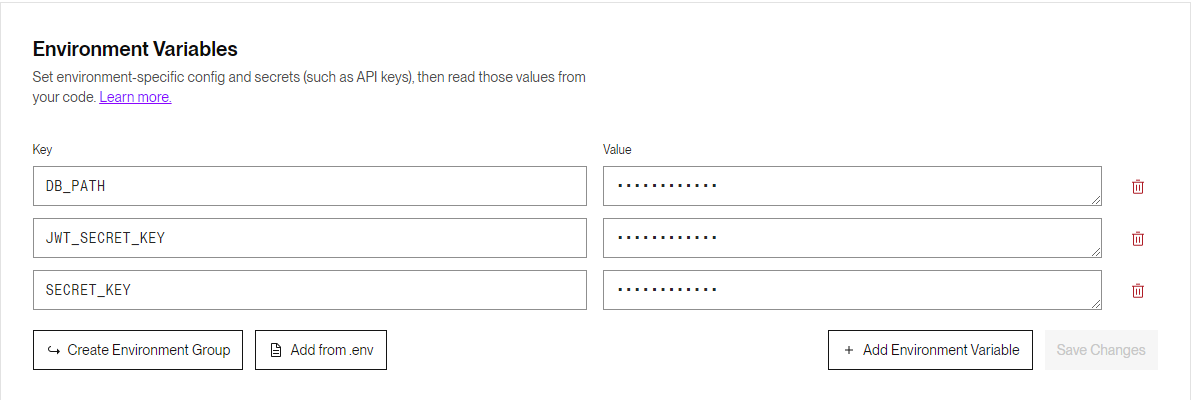 Environment Variables
Set environment-specific config and secrets (such as API keys), then read those values from
your code. Learn more.
Key Value
DB_PATH ············
JWT_SECRET_KEY ············
SECRET_KEY ············
Create Environment Group Add from .env + Add Environment Variable Save Changes